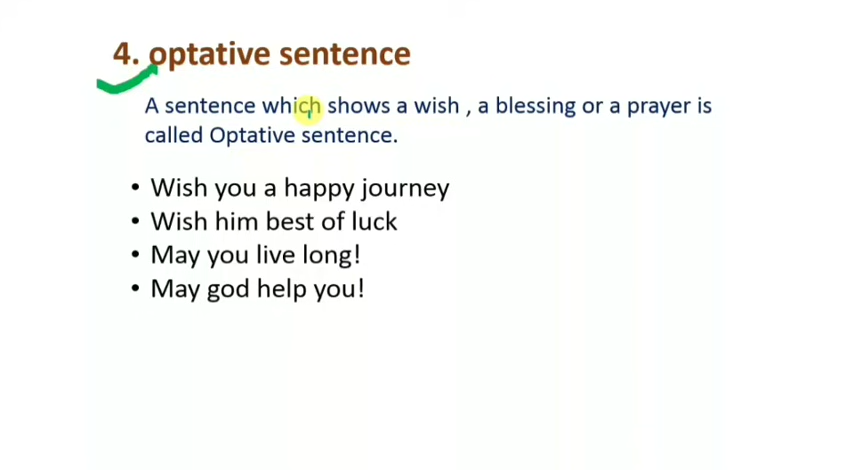 4. optative sentence
A sentence which shows a wish , a blessing or a prayer is
called Optative sentence.
• Wish you a happy journey
• Wish him best of luck
• May you live long!
• May god help you!